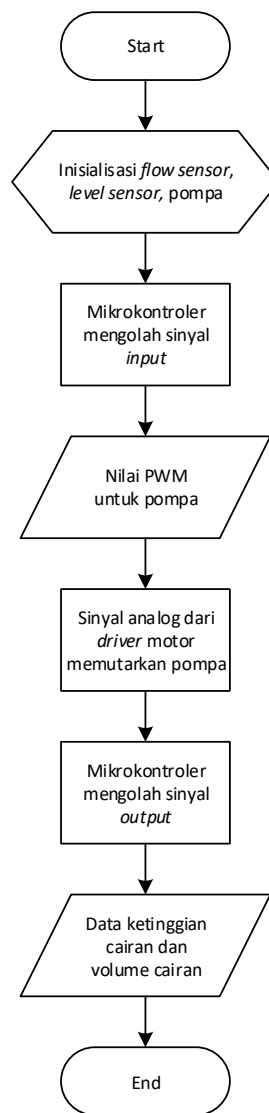 Start
Inisialisasi flow sensor,
level sensor, pompa
Mikrokontroler
mengolah sinyal
input
Nilai PWM
untuk pompa
Sinyal analog dari
driver motor
memutarkan pompa
Mikrokontroler
mengolah sinyal
output
Data ketinggian
cairan dan
volume cairan
End